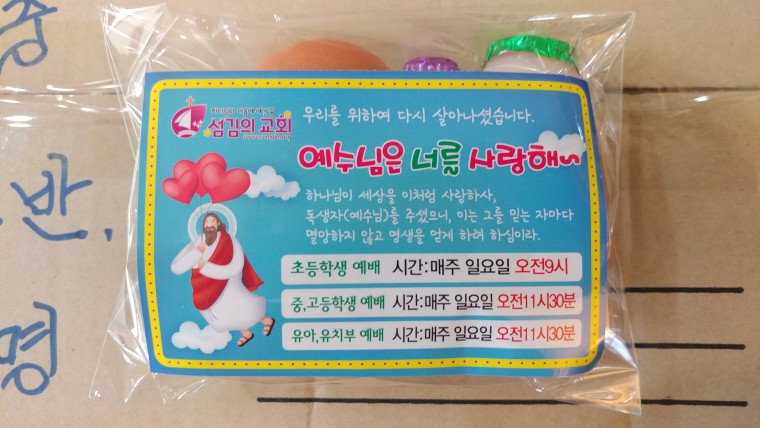 중
반.
명
섬김의 교회
우리를 위하여 다시 살아나셨습니다.
예수님은 너를 사랑해~
하나님이 세상을 이처럼 사랑하사,
독생자(예수님)를 주셨으니, 이는 그를 믿는 자마다
멸망하지 않고 영생을 얻게 하려 하심이라.
초등학생 예배 시간:매주 일요일 오전9시
중,고등학생 예배 시간:매주 일요일 오전11시30분
유아,유치부 예배 시간:매주 일요일 오전11시30분